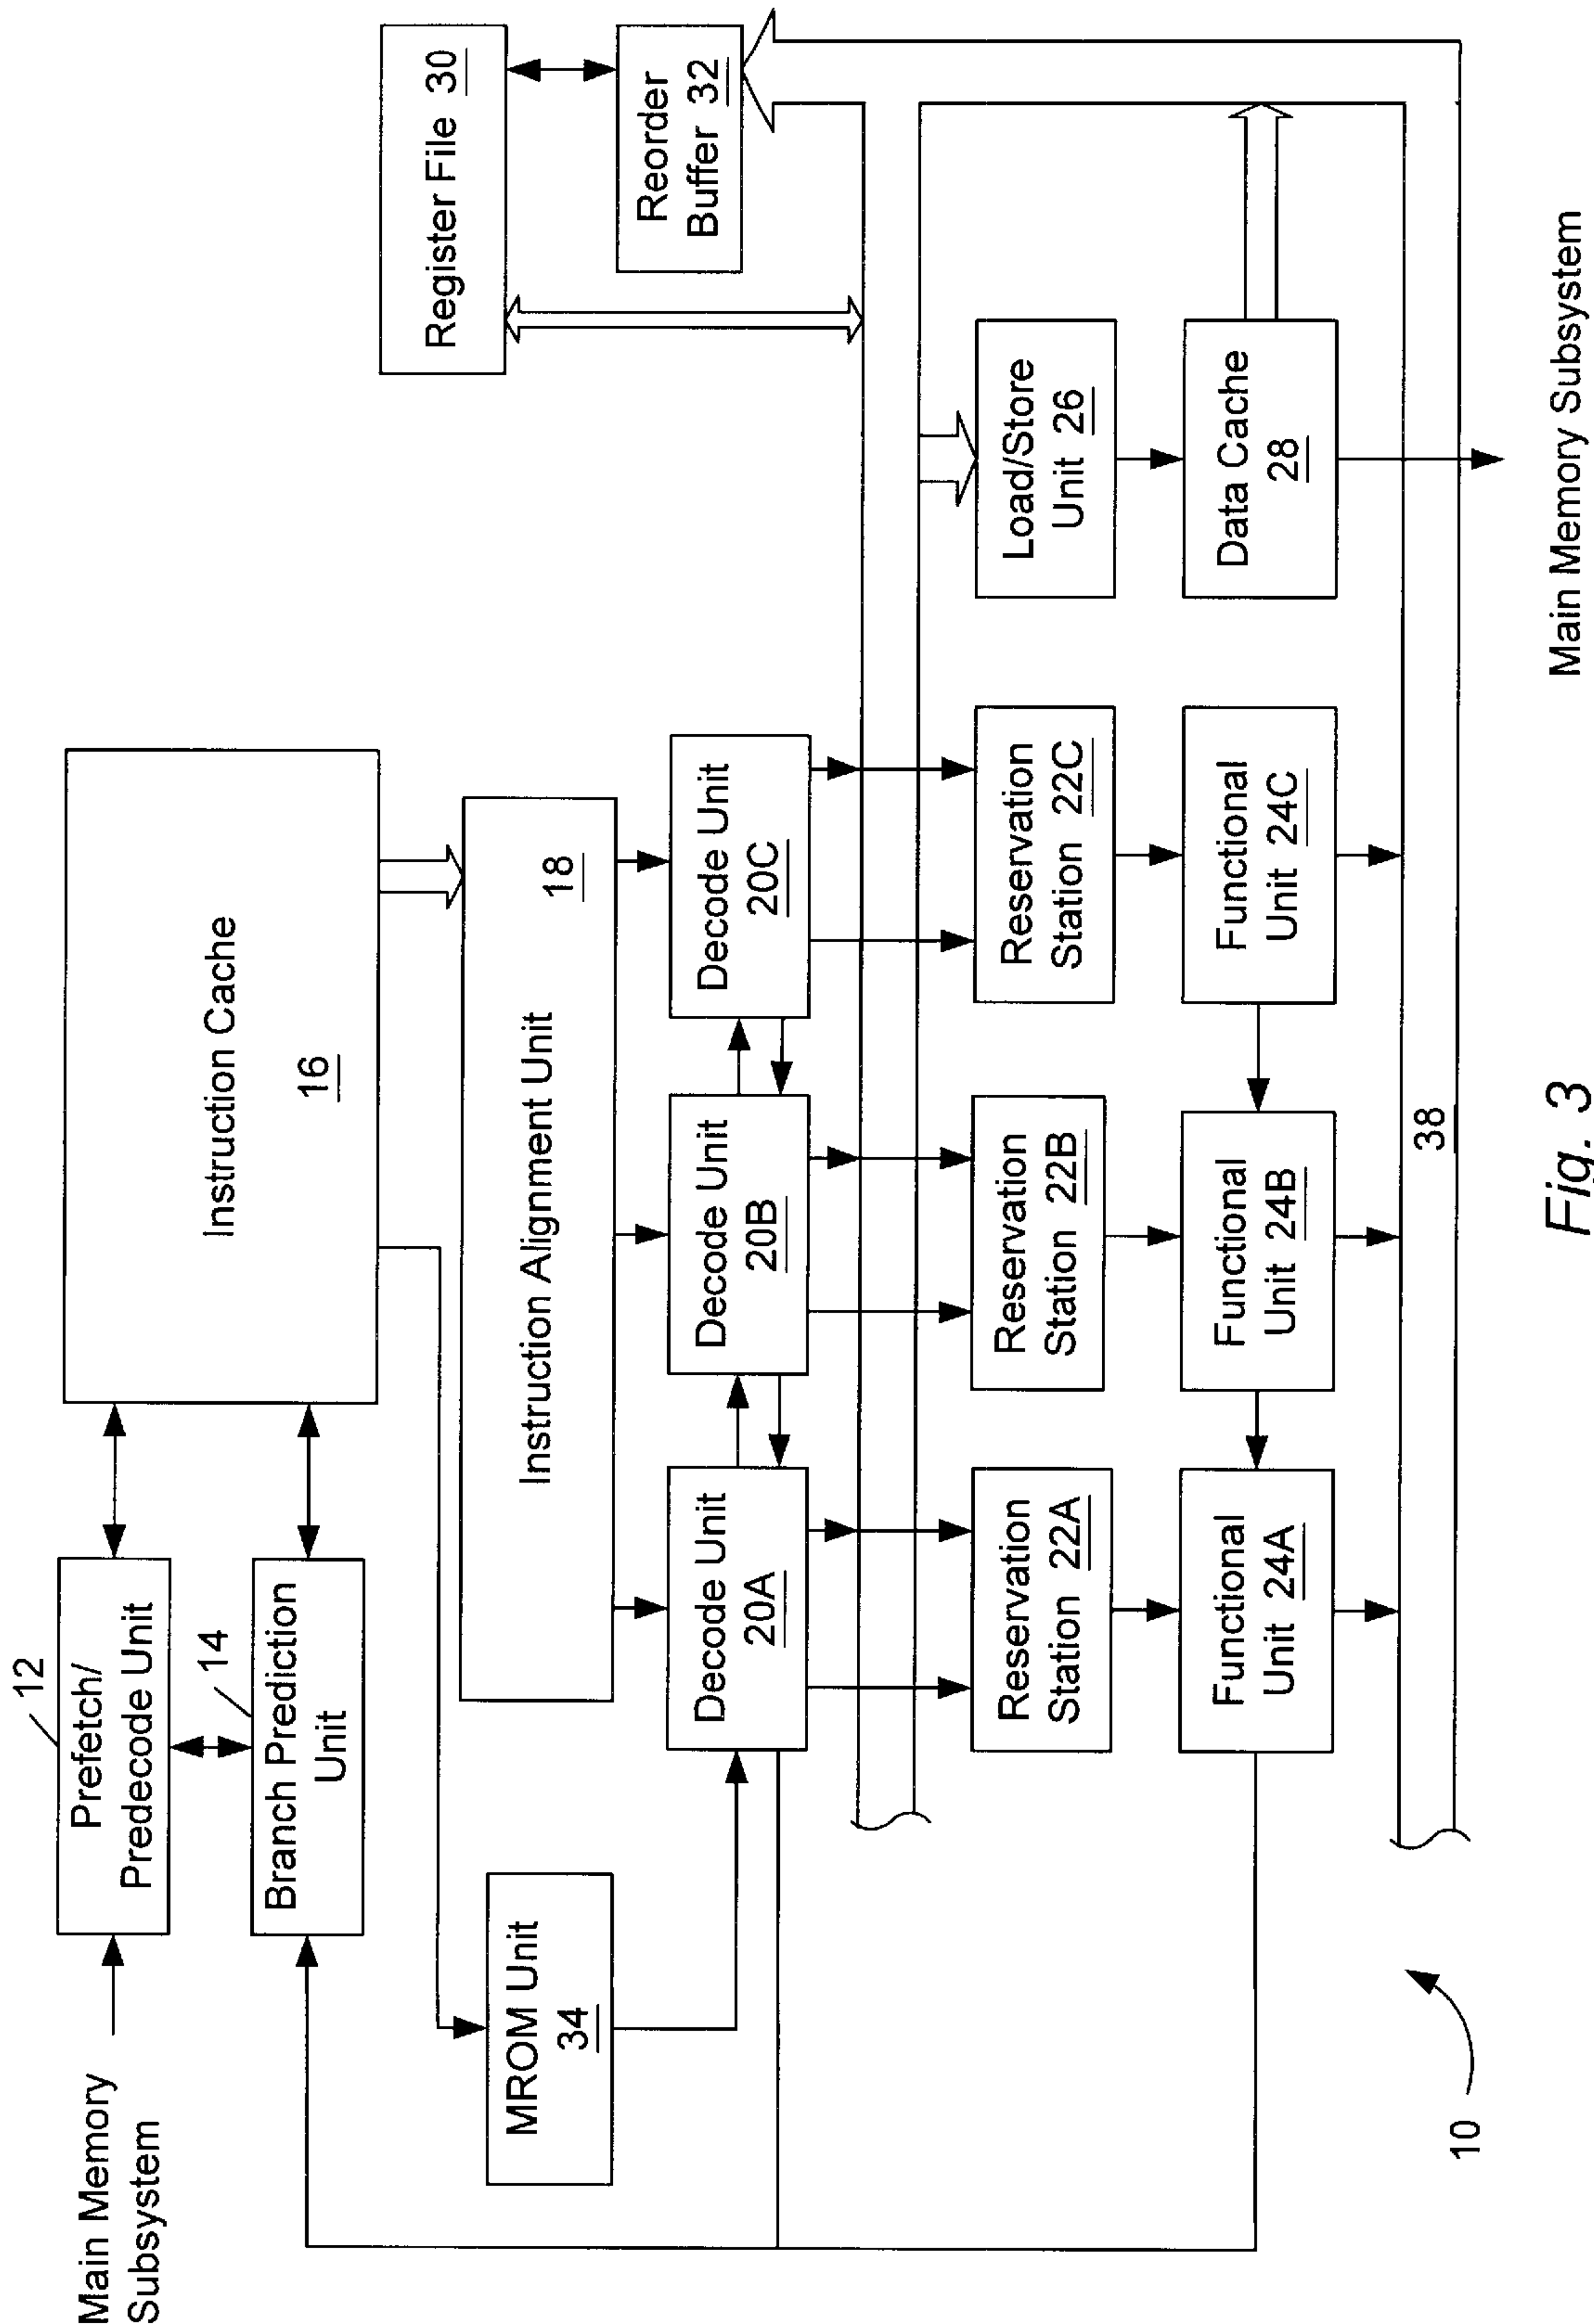 Main Memory
Subsystem
12
Prefetch/
Predecode Unit
14
Branch Prediction
Unit
Instruction Cache
16
Register File 30
Reorder
Buffer 32
MROM Unit
34
Instruction Alignment Unit
18
Decode Unit
20A
Decode Unit
20B
Decode Unit
20C
Reservation
Station 22A
Reservation
Station 22B
Reservation
Station 22C
Load/Store
Unit 26
Functional
Unit 24A
Functional
Unit 24B
Functional
Unit 24C
Data Cache
28
38
10
Main Memory Subsystem
Fig. 3